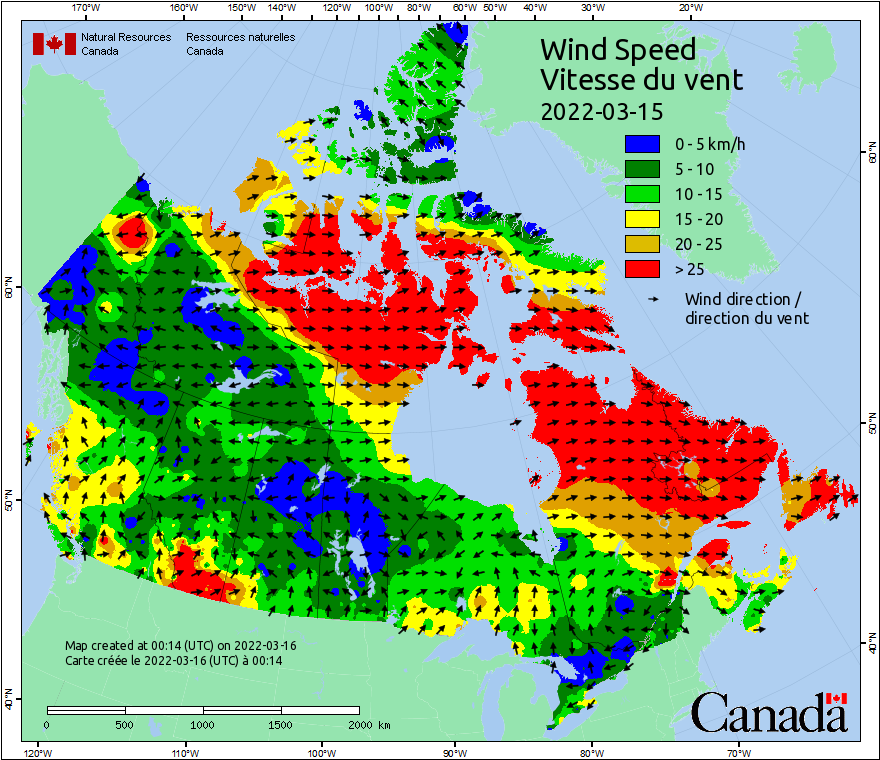 170°W 160°W 150°W 140°W 120°W 100°W 80°W 60°W 50°W 40°W 30°W 20°W
Natural Resources Ressources naturelles
Canada Canada
Wind Speed
Vitesse du vent
2022-03-15
0 - 5 km/h
5 - 10
10 - 15
15 - 20
20 - 25
> 25
Wind direction /
direction du vent
60°N
60°N
50°N
50°N
40°N
40°N
Map created at 00:14 (UTC) on 2022-03-16
Carte créée le 2022-03-16 (UTC) à 00:14
0 500 1000 1500 2000 km
Canada
120°W 110°W 100°W 90°W 80°W 70°W